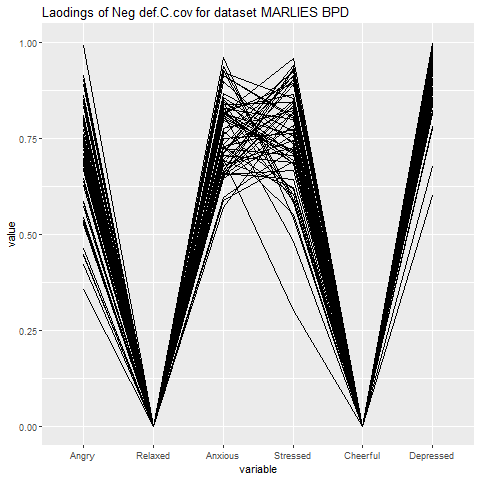 Laodings of Neg def.C.cov for dataset MARLIES BPD
1.00
0.75
0.50
0.25
0.00
value
Angry Relaxed Anxious Stressed Cheerful Depressed
variable